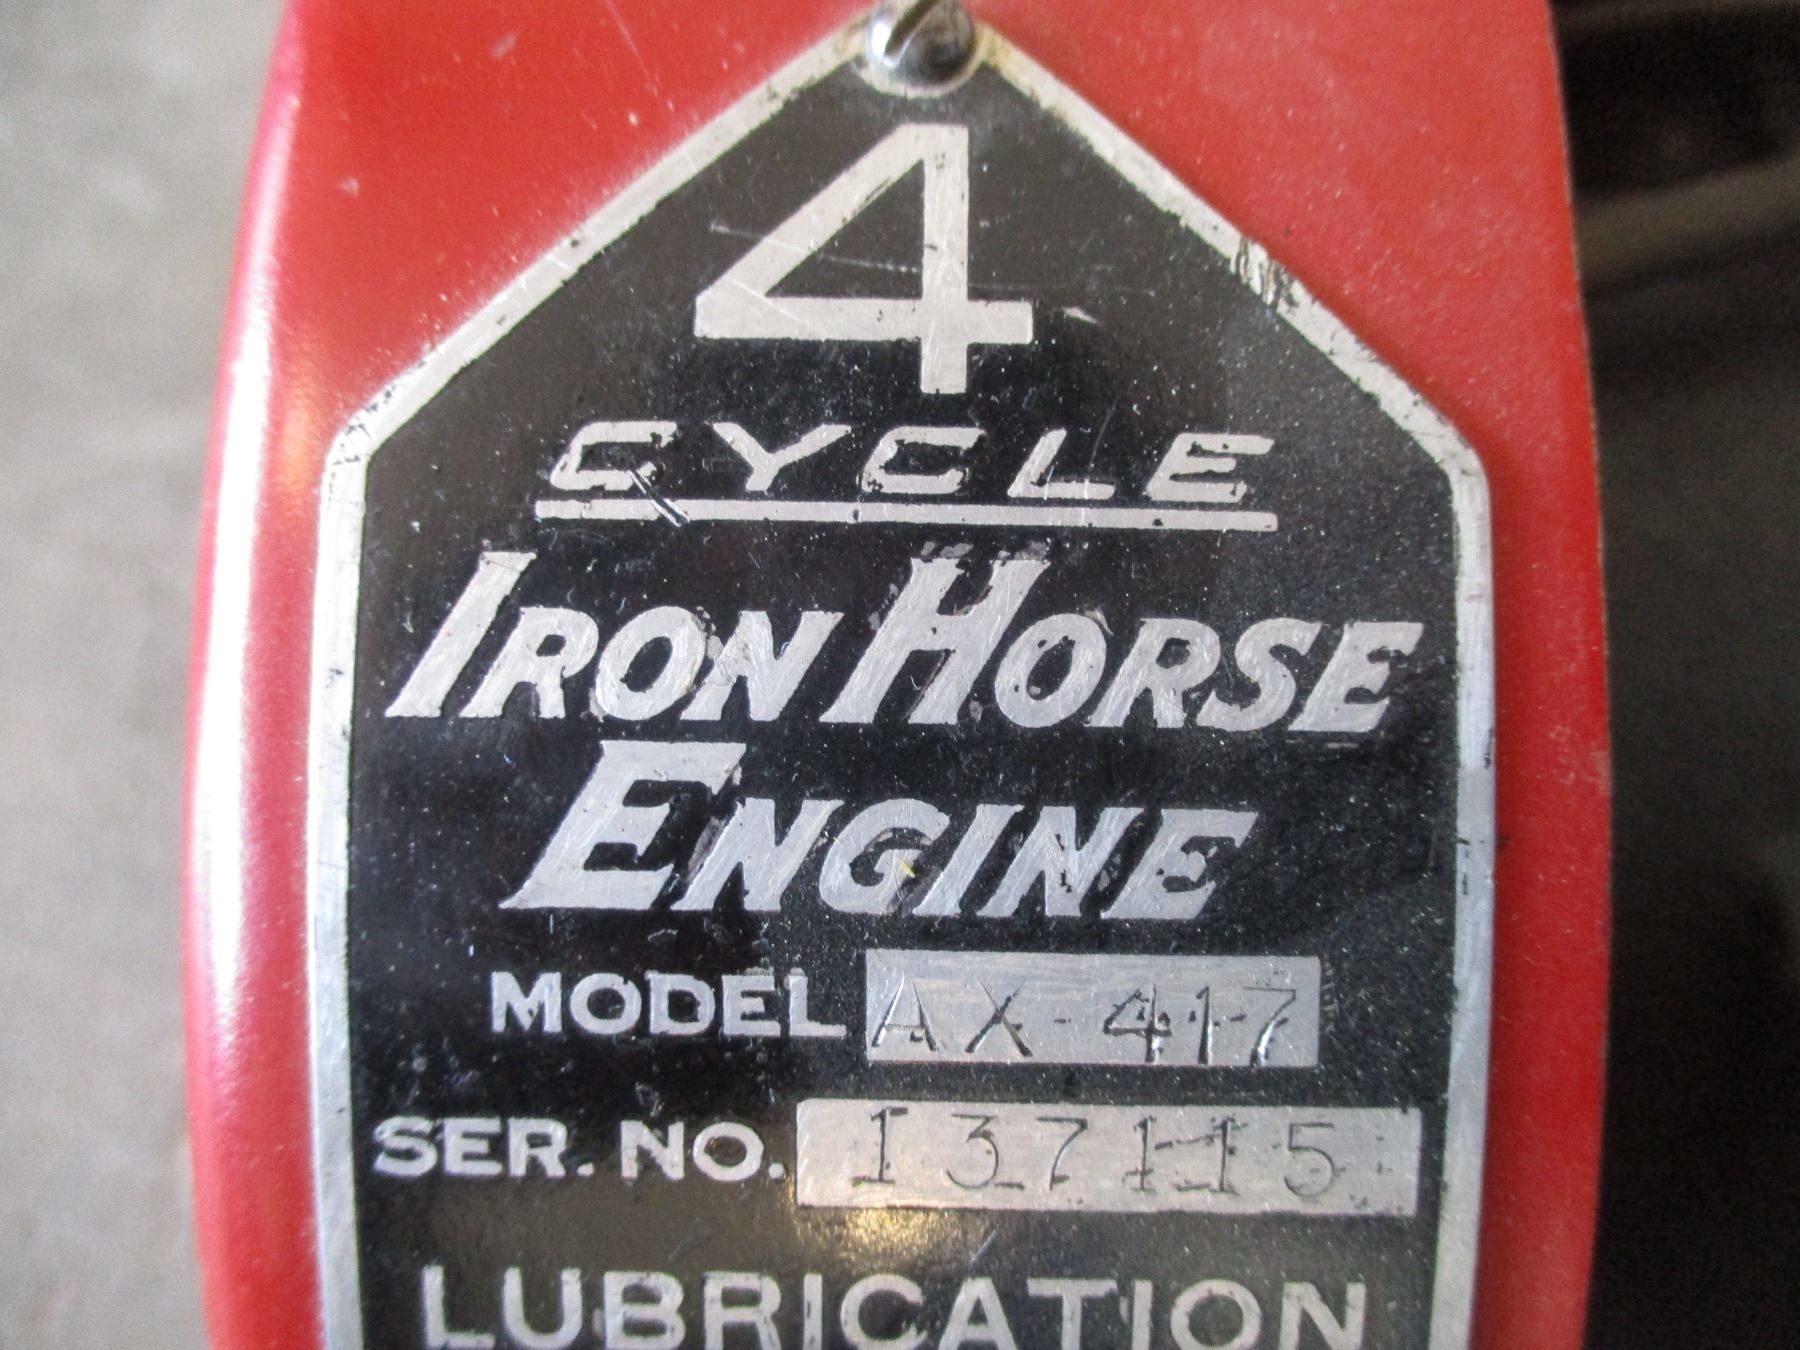 4
CYCLE
IRON HORSE
ENGINE
MODEL AX-417
SER. NO. 137115
LUBRICATION